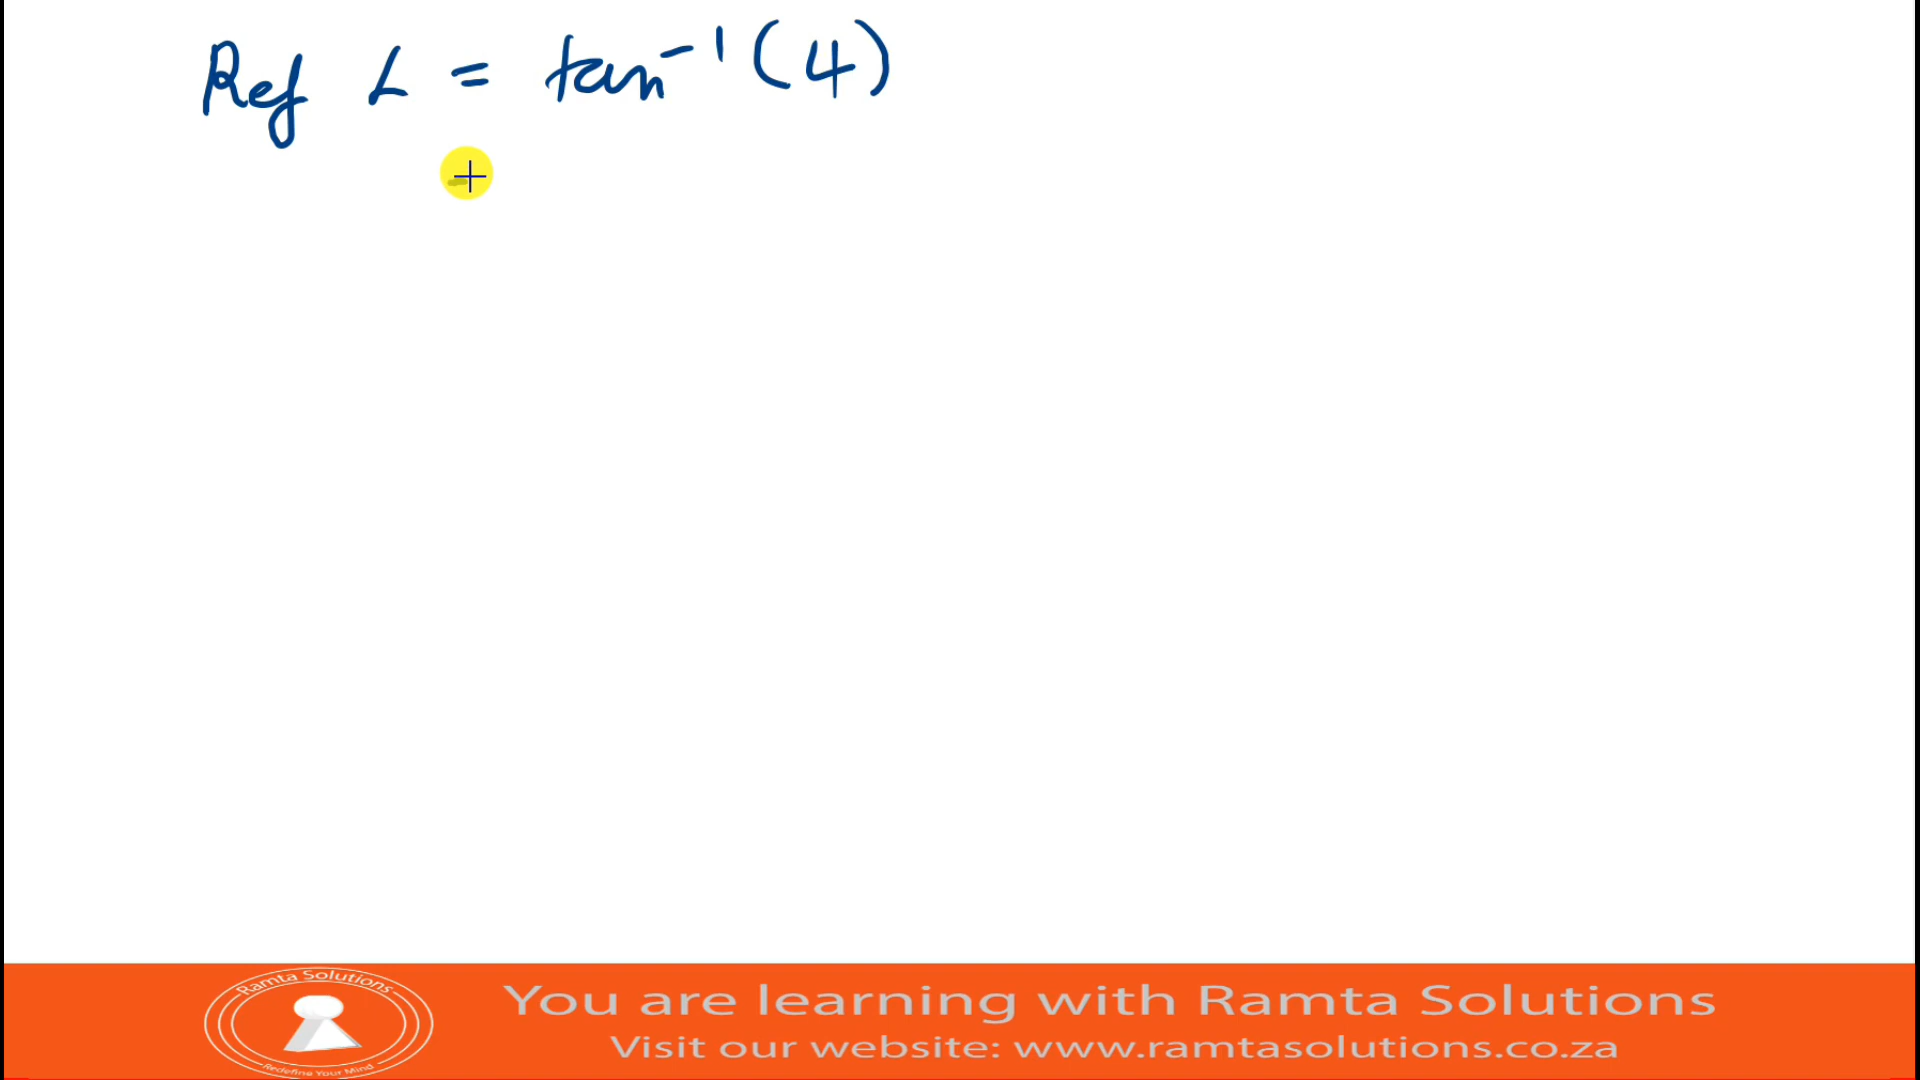 Ref ∠ = tan⁻¹(4)
Ramta Solutions
Redefine Your Mind
You are learning with Ramta Solutions
Visit our website: www.ramtasolutions.co.za